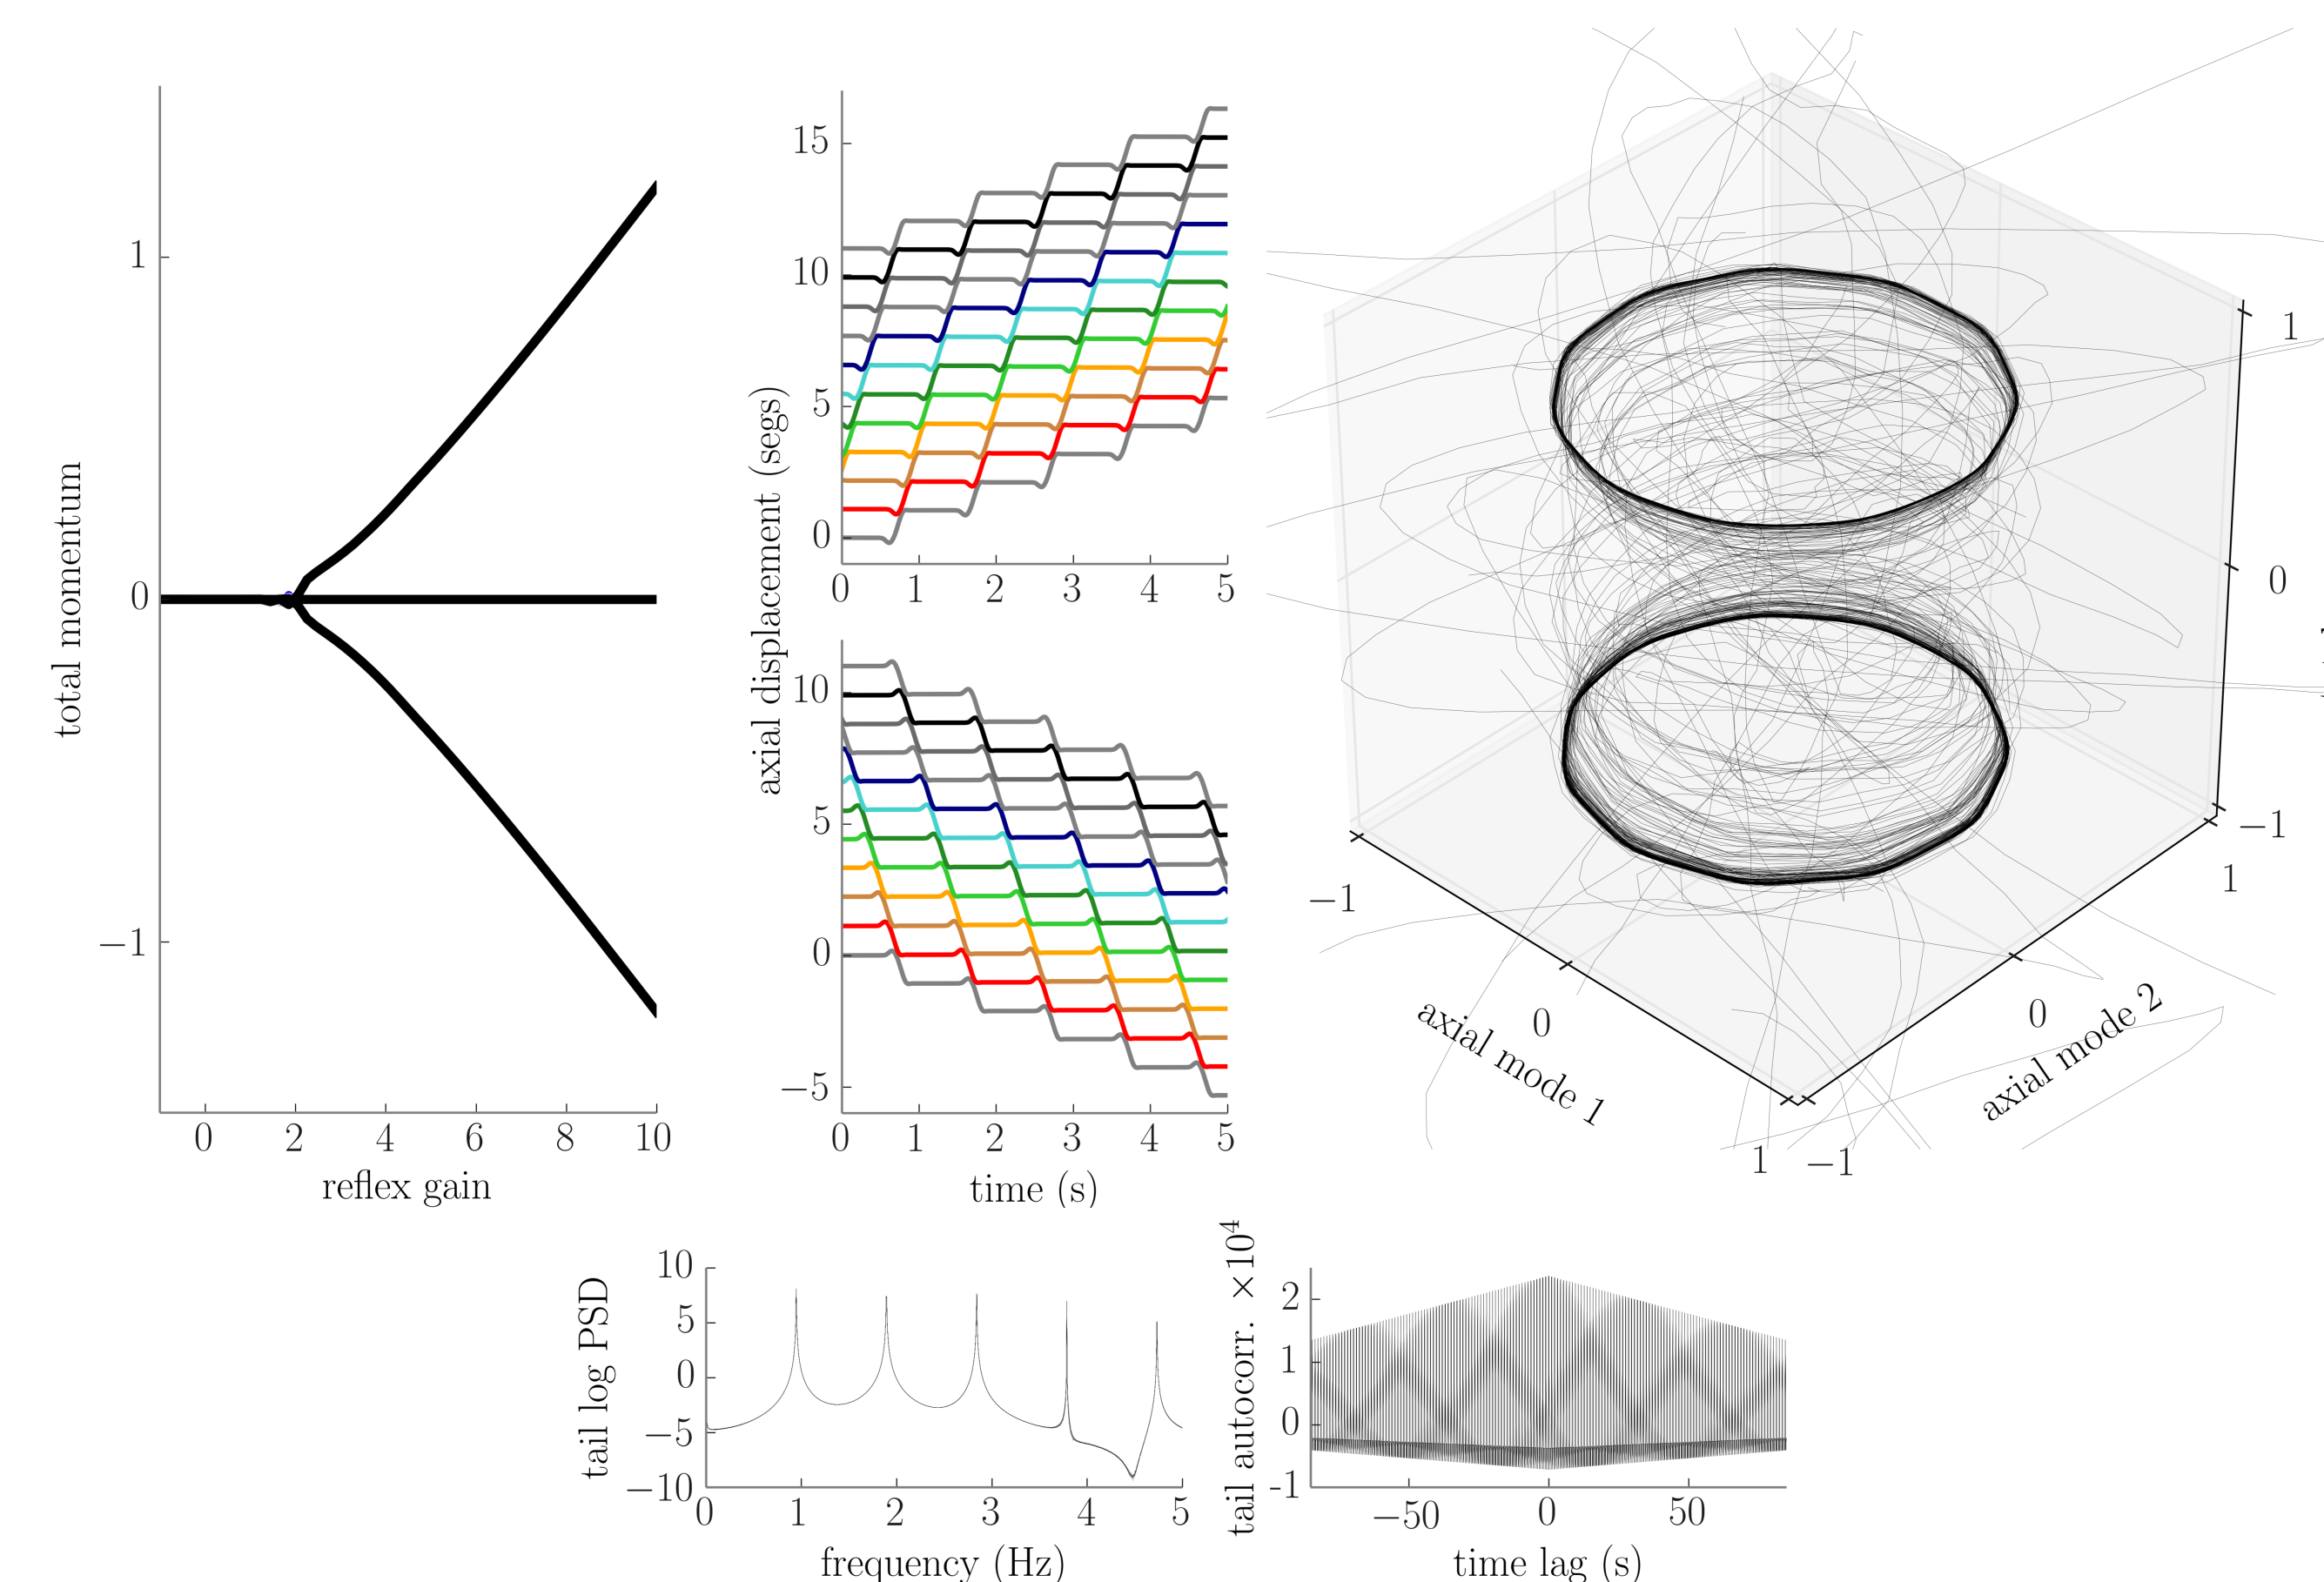 total momentum
1
0
−1
0 2 4 6 8 10
reflex gain
axial displacement (segs)
15
10
5
0
0 1 2 3 4 5
10
5
0
−5
0 1 2 3 4 5
time (s)
1
0
−1
−1
0
1
axial mode 1
−1
0
1
axial mode 2
tail log PSD
10
5
0
−5
−10
0 1 2 3 4 5
frequency (Hz)
tail autocorr. ×10⁴
2
1
0
-1
−50 0 50
time lag (s)